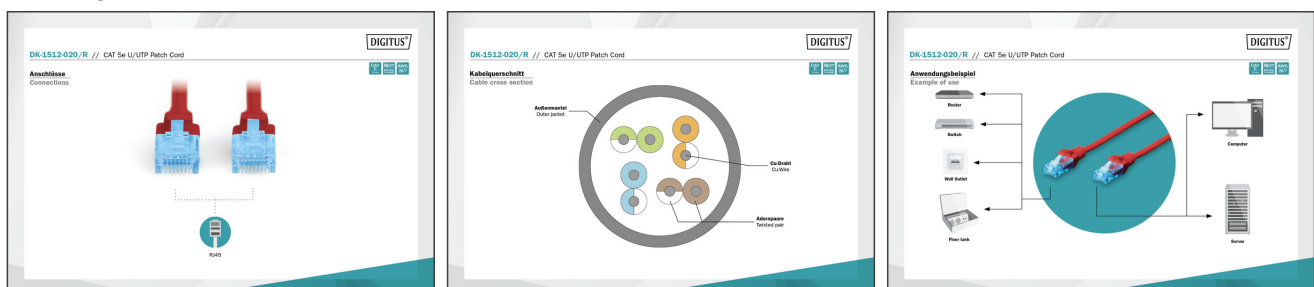 DIGITUS®
DK-1512-020/R // CAT 5e U/UTP Patch Cord
Anschlüsse
Connections
RJ45
DIGITUS®
DK-1512-020/R // CAT 5e U/UTP Patch Cord
Kabelquerschnitt
Cable cross section
Außenmantel
Outer jacket
Cu-Draht
Cu-Wire
Adernpaare
Twisted pair
DIGITUS®
DK-1512-020/R // CAT 5e U/UTP Patch Cord
Anwendungsbeispiel
Example of use
Router
Switch
Wall Outlet
Floor tank
Computer
Server